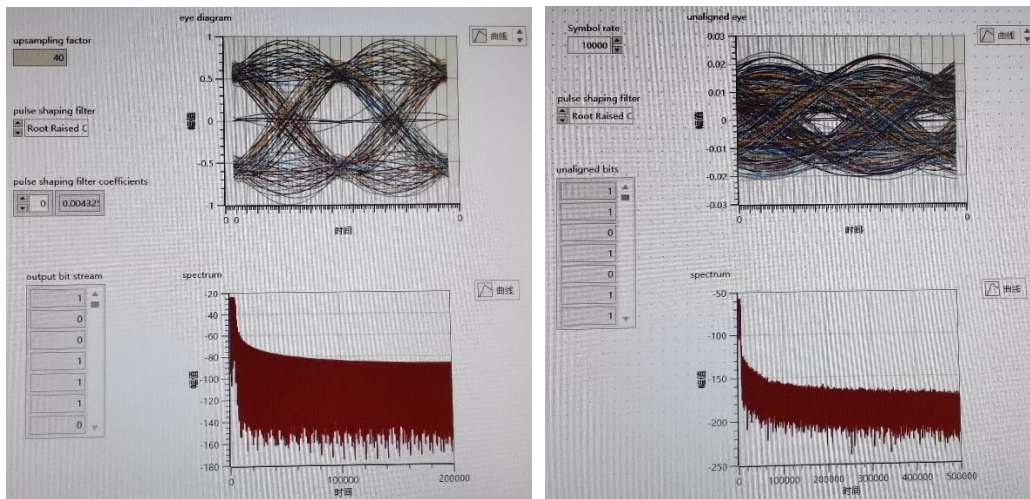 eye diagram
upsampling factor
40
曲线
pulse shaping filter
Root Raised C
pulse shaping filter coefficients
0
0.00432
幅值
1
0.5
0
-0.5
-1
0 0
0
时间
output bit stream
1
0
0
1
1
1
0
spectrum
曲线
幅值
-20
-40
-60
-80
-100
-120
-140
-160
-180
0
100000
200000
时间
unaligned eye
Symbol rate
10000
曲线
pulse shaping filter
Root Raised C
unaligned bits
1
1
0
1
0
1
1
幅值
0.03
0.02
0.01
0
-0.01
-0.02
-0.03
0
0
时间
spectrum
曲线
幅值
-50
-100
-150
-200
-250
0
100000
200000
300000
400000
500000
时间